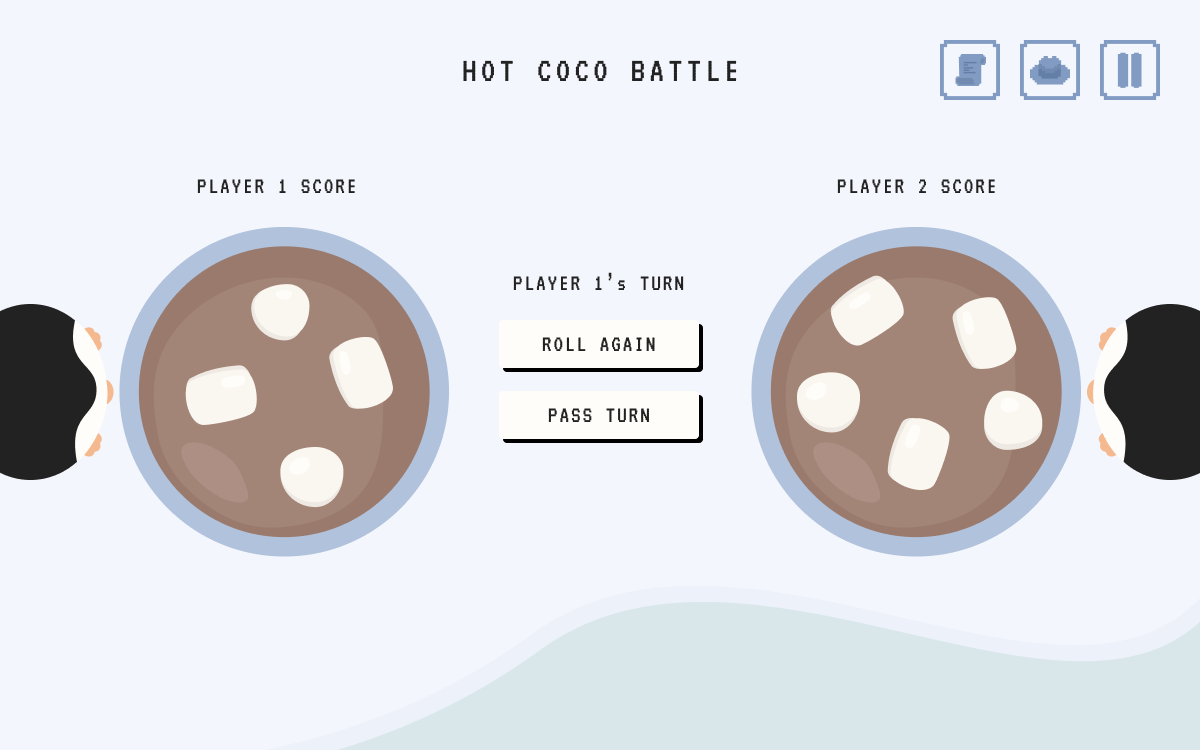 HOT COCO BATTLE
PLAYER 1 SCORE
PLAYER 2 SCORE
PLAYER 1's TURN
ROLL AGAIN
PASS TURN